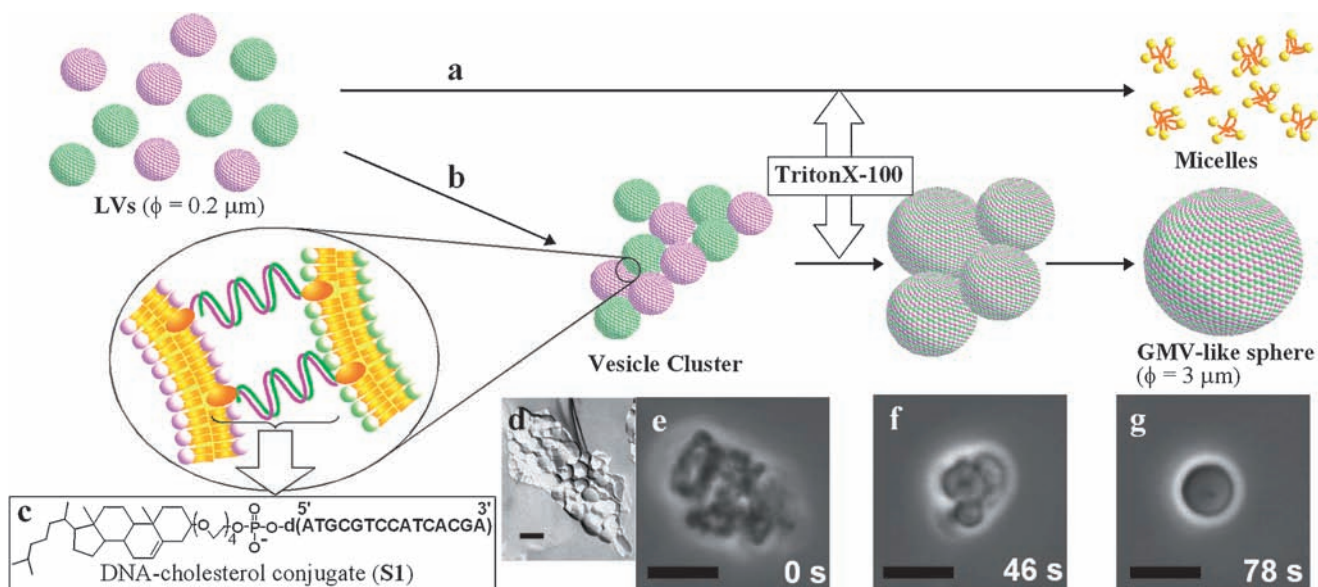 a
b
TritonX-100
Micelles
LVs (ϕ = 0.2 μm)
Vesicle Cluster
GMV-like sphere
(ϕ = 3 μm)
c
5' 3'
(O)4 O-P-O-d(ATGCGTCCATCACGA)
O
O-
DNA-cholesterol conjugate (S1)
d
e
0 s
f
46 s
g
78 s